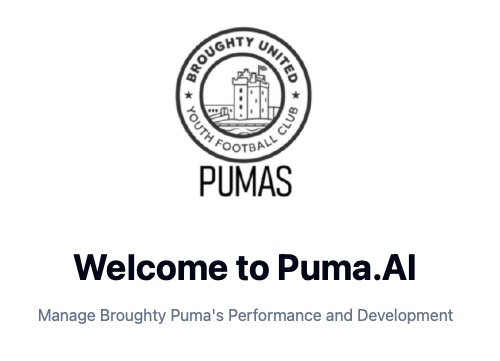 BROUGHTY UNITED
YOUTH FOOTBALL CLUB
PUMAS
Welcome to Puma.AI
Manage Broughty Puma's Performance and Development